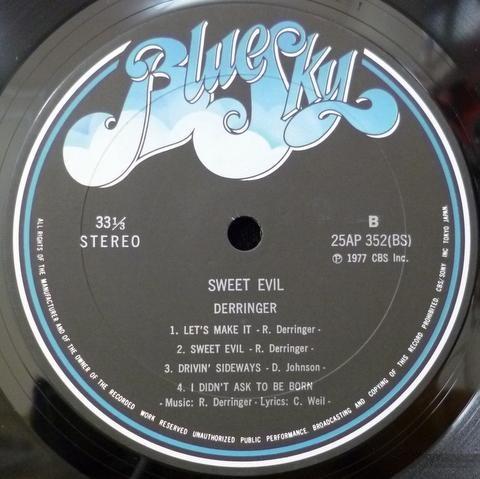 Blue Sky
33⅓
STEREO
B
25AP 352(BS)
Ⓟ 1977 CBS Inc.
SWEET EVIL
DERRINGER
1. LET'S MAKE IT - R. Derringer -
2. SWEET EVIL - R. Derringer -
3. DRIVIN' SIDEWAYS - D. Johnson -
4. I DIDN'T ASK TO BE BORN
- Music: R. Derringer - Lyrics: C. Weil -
ALL RIGHTS OF THE MANUFACTURER AND OF THE OWNER OF THE RECORDED WORK RESERVED UNAUTHORIZED PUBLIC PERFORMANCE. BROADCASTING AND COPYING OF THIS RECORD PROHIBITED. CBS/SONY INC TOKYO JAPAN.